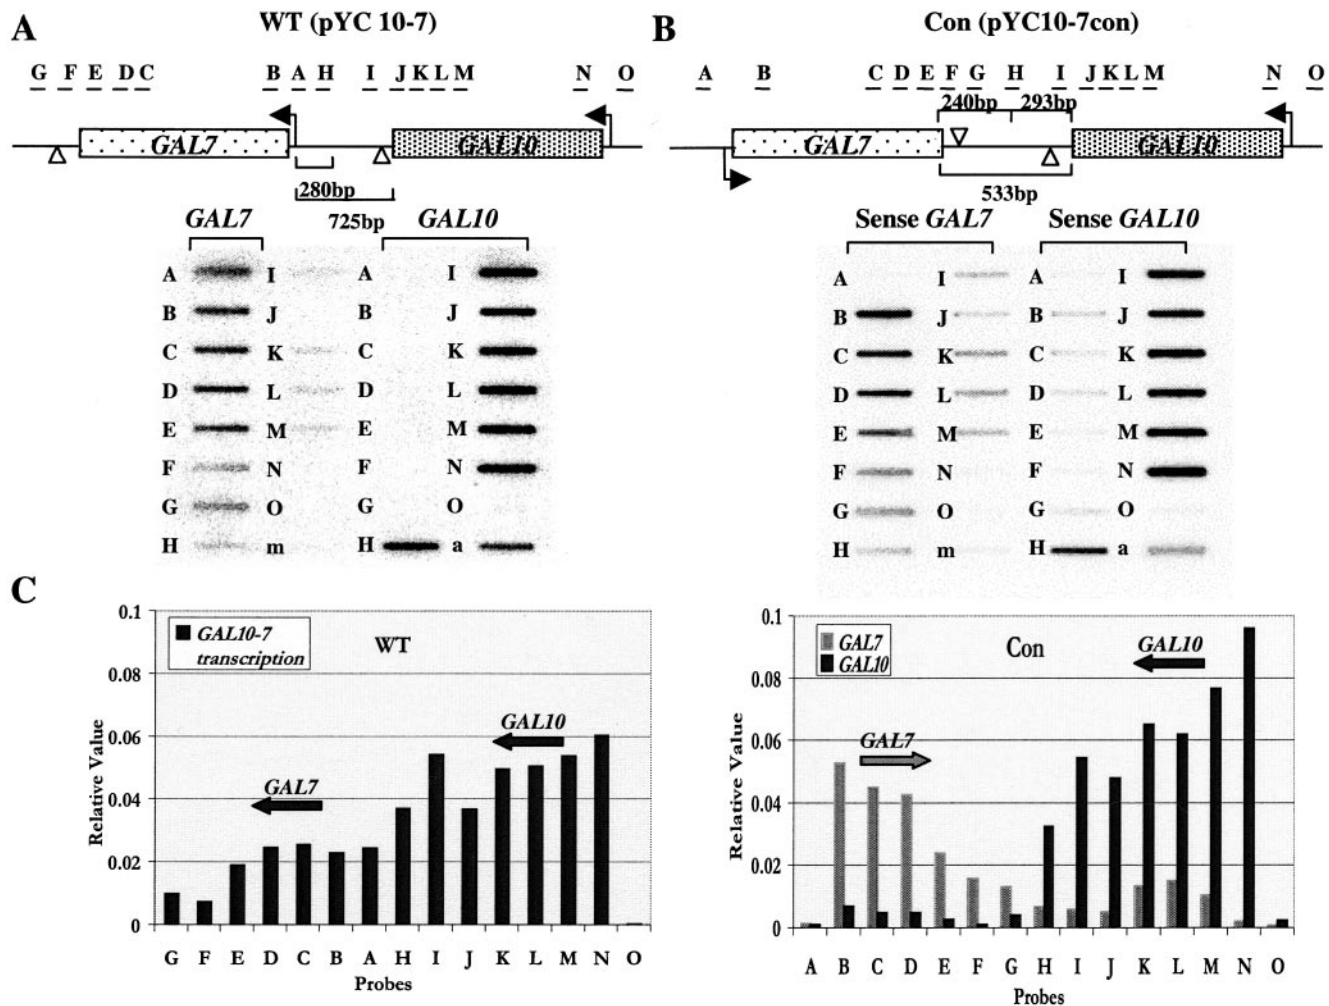 A
WT (pYC 10-7)
G F E D C B A H I J K L M N O
GAL7
GAL10
280bp
725bp
GAL7
GAL10
A I A I
B J B J
C K C K
D L D L
E M E M
F N F N
G O G O
H m H a
B
Con (pYC10-7con)
A B C D E F G H I J K L M N O
240bp
293bp
GAL7
GAL10
533bp
Sense GAL7
Sense GAL10
A I A I
B J B J
C K C K
D L D L
E M E M
F N F N
G O G O
H m H a
C
0.1
0.08
0.06
0.04
0.02
0
Relative Value
GAL10-7
transcription
WT
GAL10
GAL7
G F E D C B A H I J K L M N O
Probes
0.1
0.08
0.06
0.04
0.02
0
Relative Value
GAL7
GAL10
Con
GAL10
GAL7
A B C D E F G H I J K L M N O
Probes